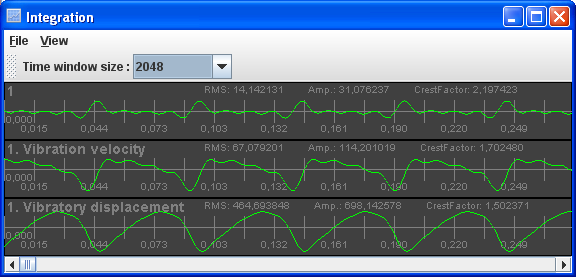 Integration
File View
Time window size : 2048
1 RMS: 14,142131 Amp.: 31,076237 CrestFactor: 2,197423
0,000
0,015 0,044 0,073 0,103 0,132 0,161 0,190 0,220 0,249
1. Vibration velocity RMS: 67,079201 Amp.: 114,201019 CrestFactor: 1,702480
0,000
0,015 0,044 0,073 0,103 0,132 0,161 0,190 0,220 0,249
1. Vibratory displacement RMS: 464,693848 Amp.: 698,142578 CrestFactor: 1,502371
0,000
0,015 0,044 0,073 0,103 0,132 0,161 0,190 0,220 0,249